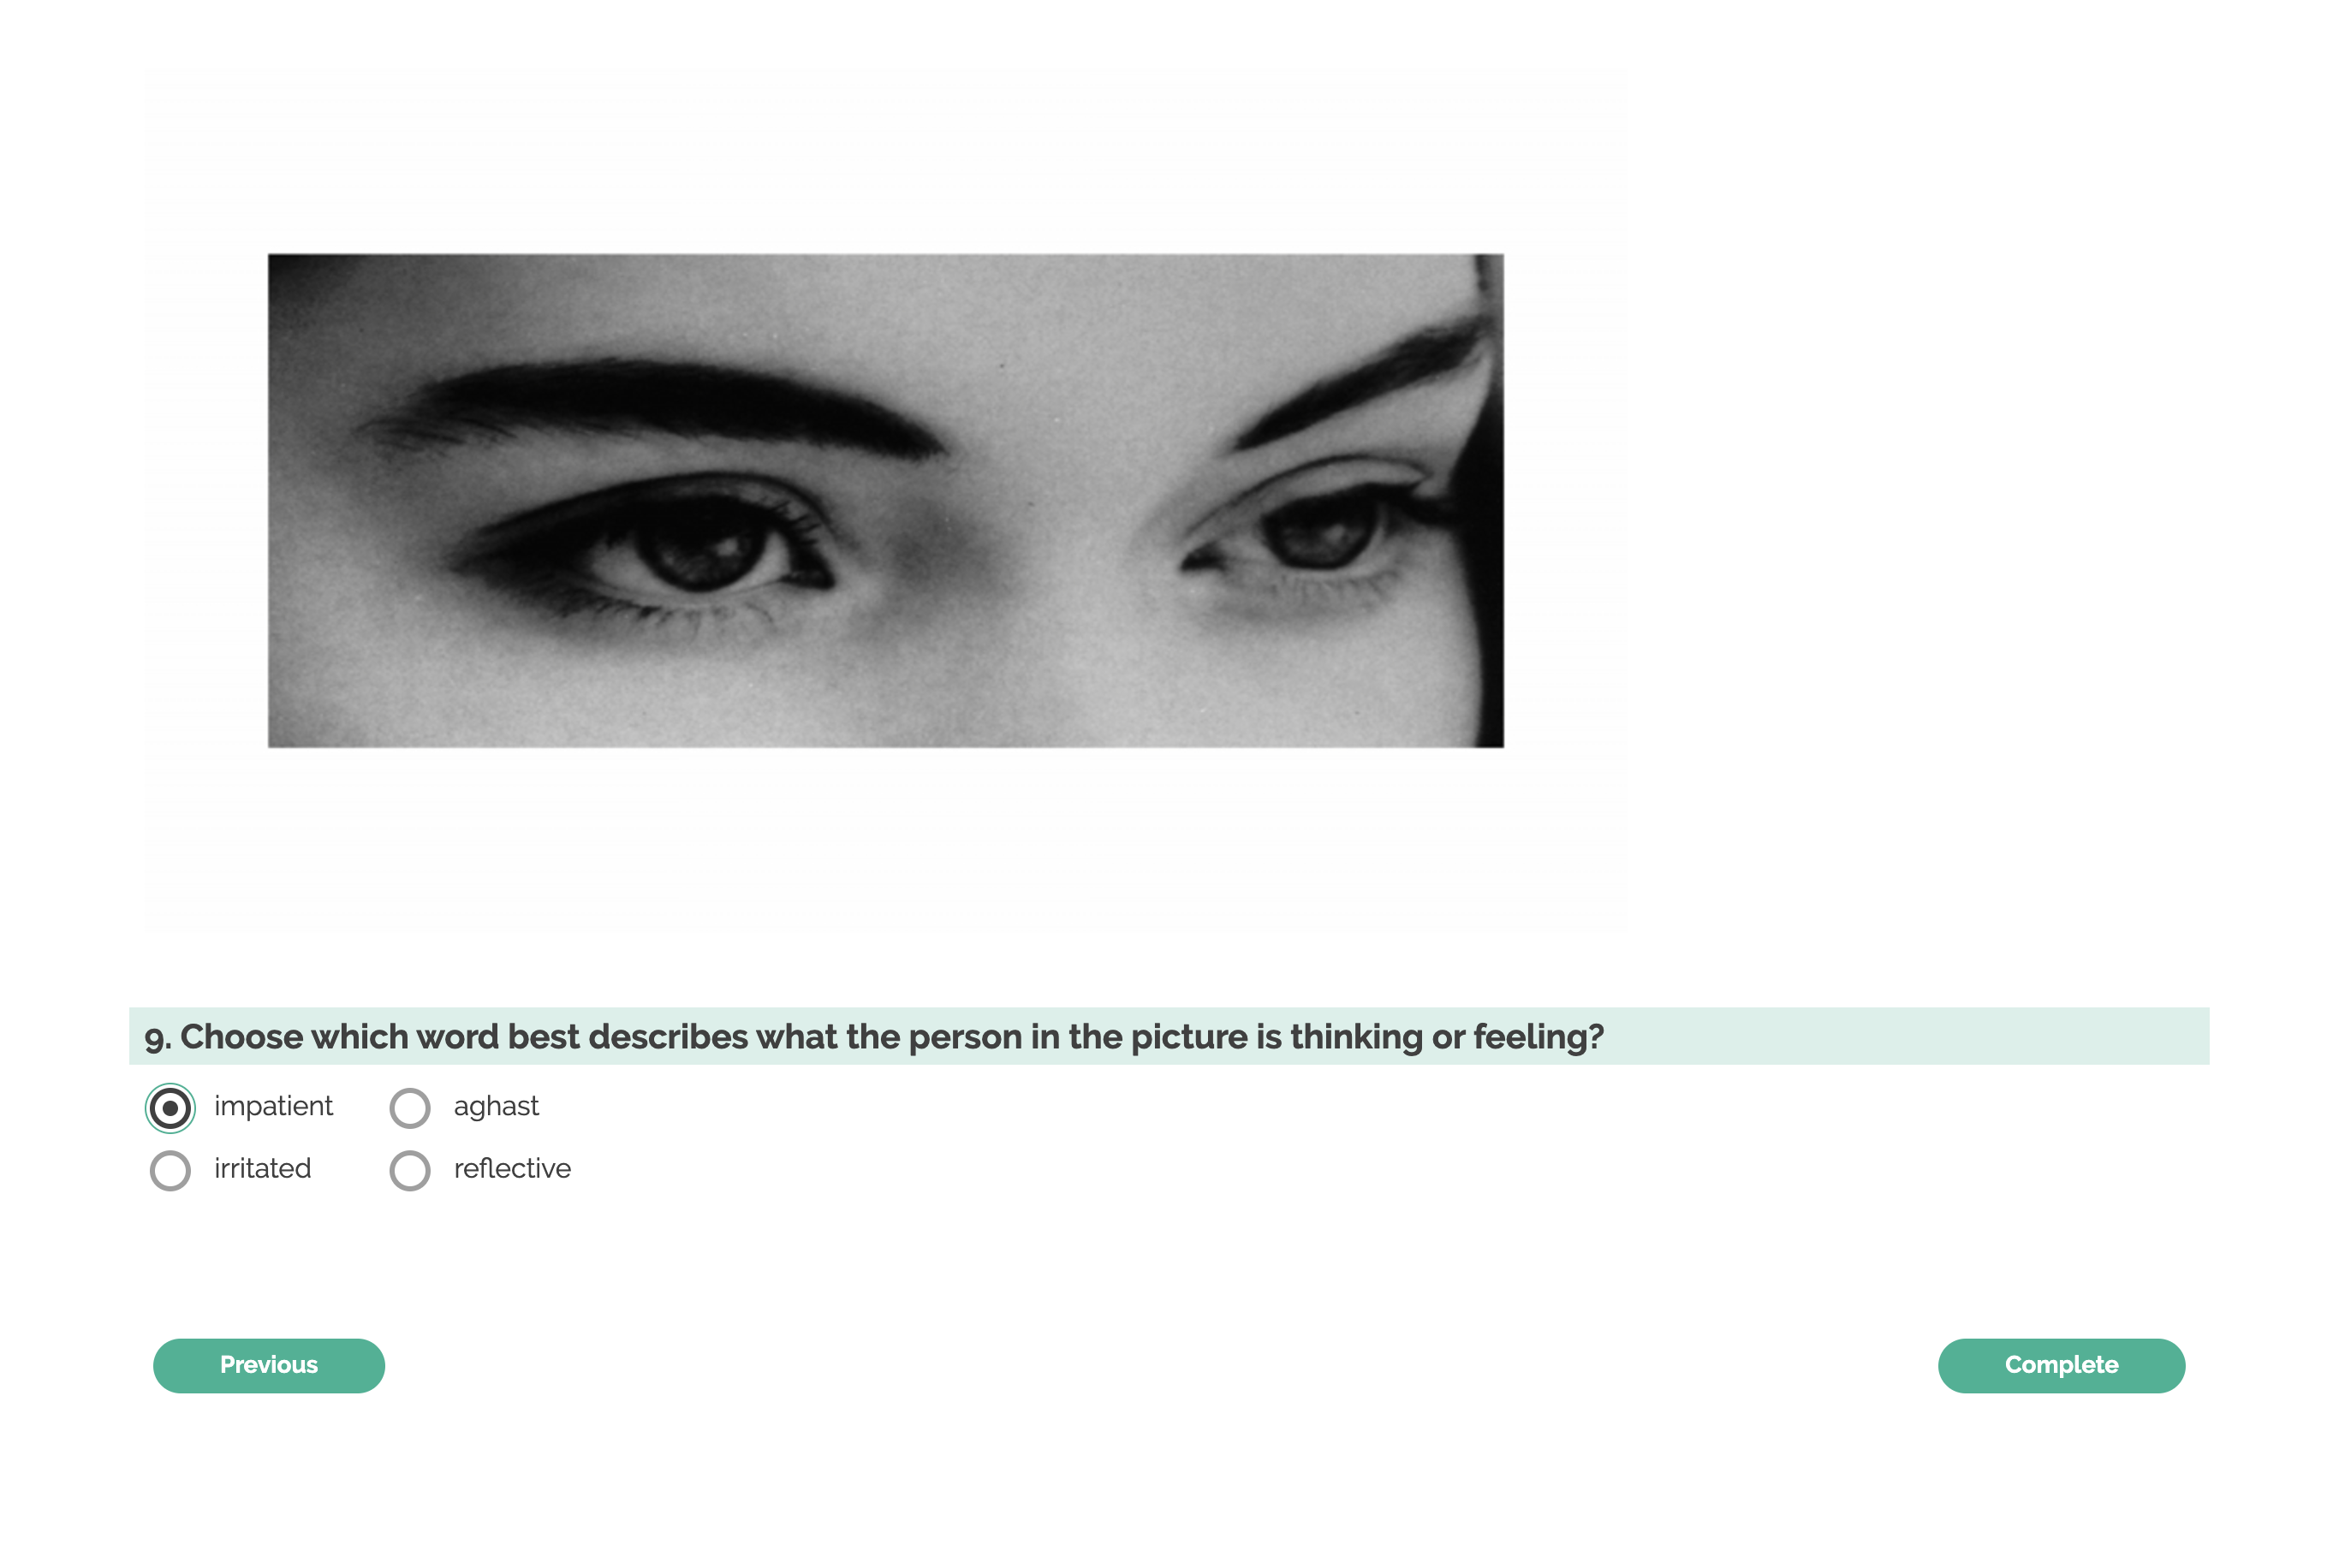 9. Choose which word best describes what the person in the picture is thinking or feeling?
impatient aghast
irritated reflective
Previous Complete